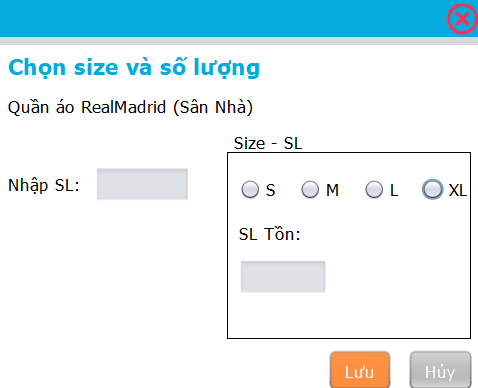 Chọn size và số lượng
Quần áo RealMadrid (Sân Nhà)
Size - SL
Nhập SL:
S M L XL
SL Tồn:
Lưu Hủy